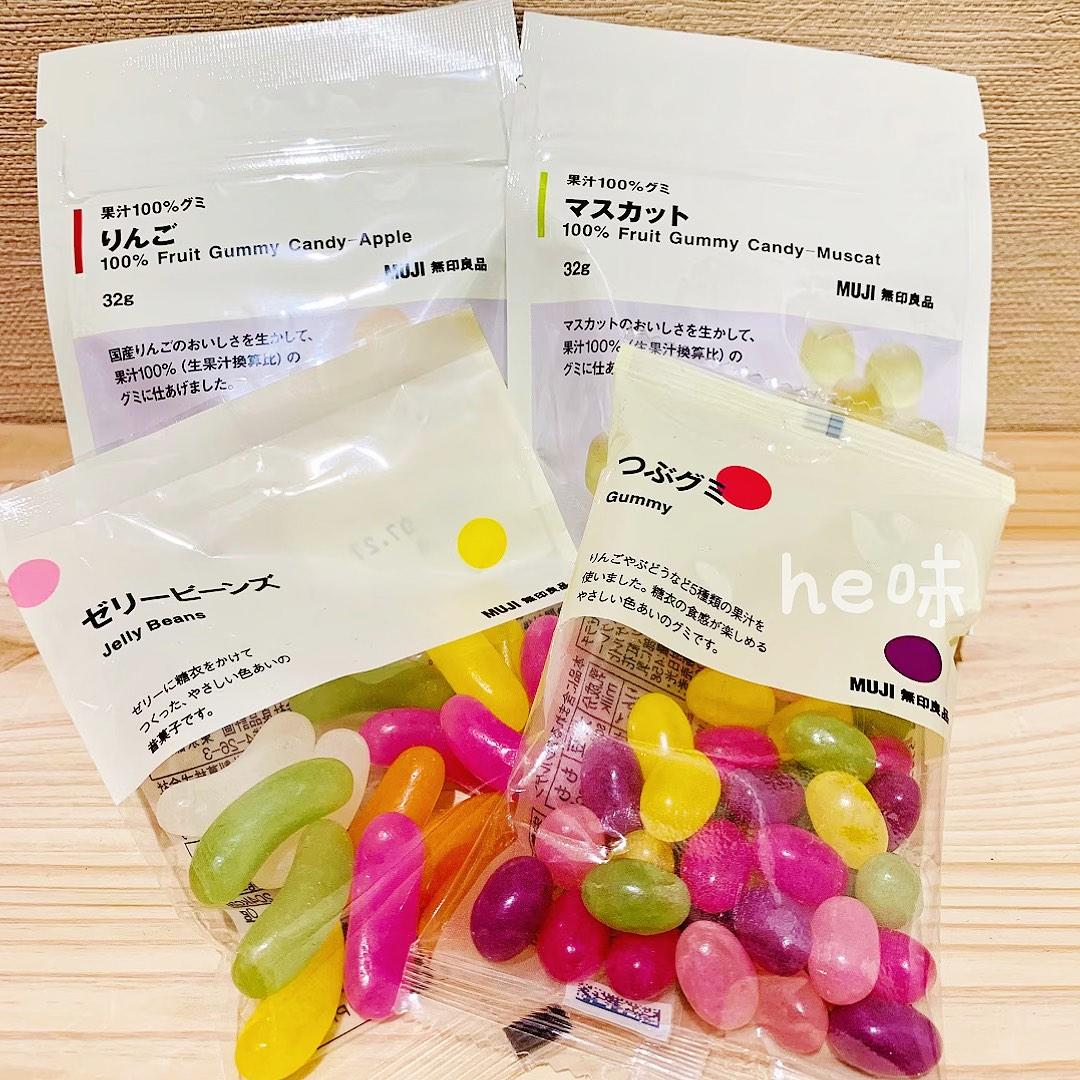 果汁100%グミ
りんご
100% Fruit Gummy Candy-Apple
32g
MUJI 無印良品
国産りんごのおいしさを生かして、
果汁100%（生果汁換算比）の
グミに仕あげました。
果汁100%グミ
マスカット
100% Fruit Gummy Candy-Muscat
32g
MUJI 無印良品
マスカットのおいしさを生かして、
果汁100%（生果汁換算比）の
グミに仕あ
ゼリービーンズ
Jelly Beans
MUJI 無印良品
ゼリーに糖衣をかけて
つくった、やさしい色あいの
昔菓子です。
つぶグミ
Gummy
りんごやぶどうなど5種類の果汁を
使いました。糖衣の食感が楽しめる
やさしい色あいのグミです。
MUJI 無印良品
he味